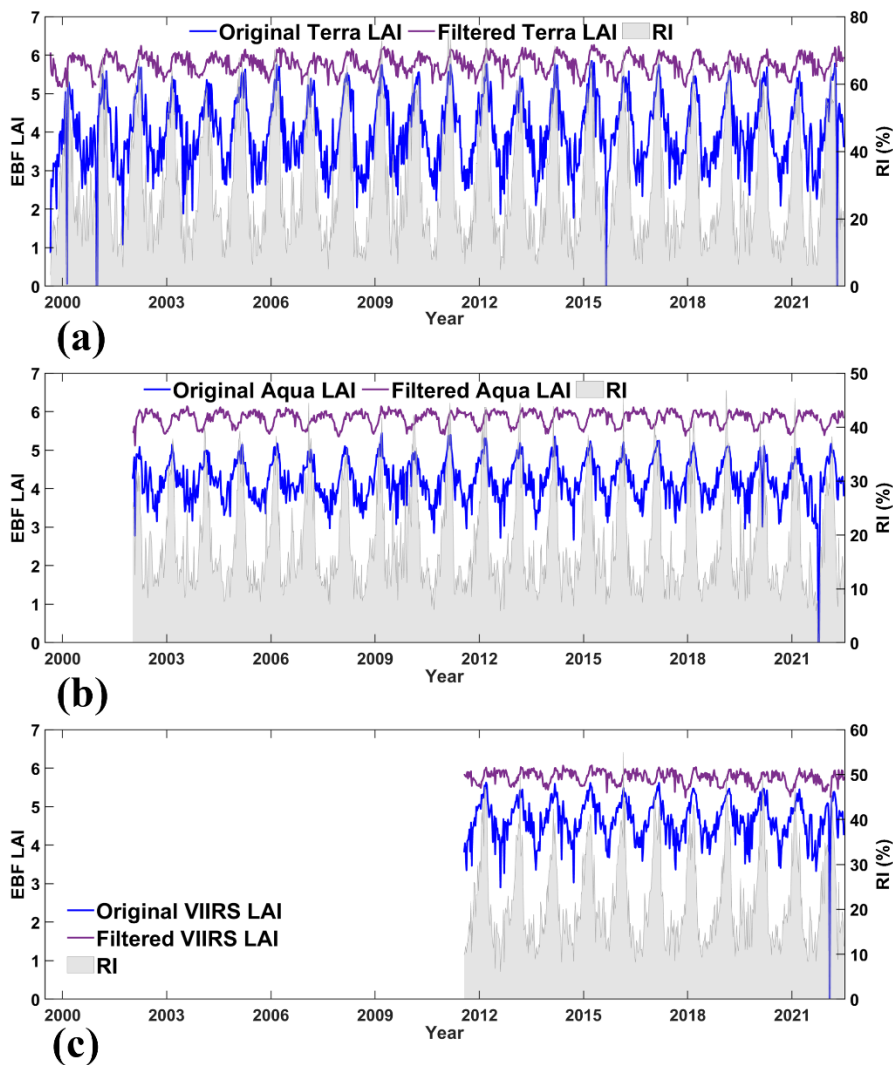 Original Terra LAI Filtered Terra LAI RI
7
6
5
4
3
2
1
0
EBF LAI
80
60
40
20
0
RI (%)
2000 2003 2006 2009 2012 2015 2018 2021
Year
(a)
Original Aqua LAI Filtered Aqua LAI RI
7
6
5
4
3
2
1
0
EBF LAI
50
40
30
20
10
0
RI (%)
2000 2003 2006 2009 2012 2015 2018 2021
Year
(b)
7
6
5
4
3
2
1
0
EBF LAI
Original VIIRS LAI
Filtered VIIRS LAI
RI
60
50
40
30
20
10
0
RI (%)
2000 2003 2006 2009 2012 2015 2018 2021
Year
(c)